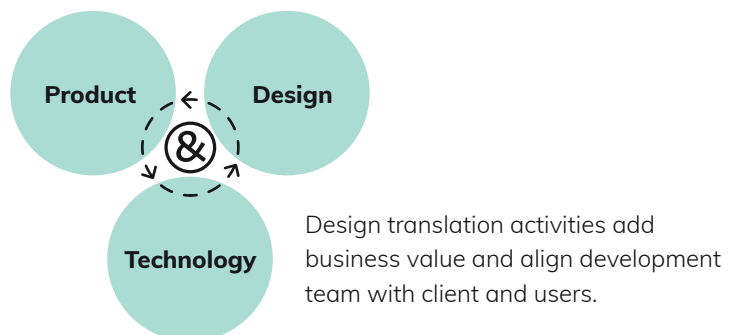 Product
Design
&
Technology
Design translation activities add
business value and align development
team with client and users.